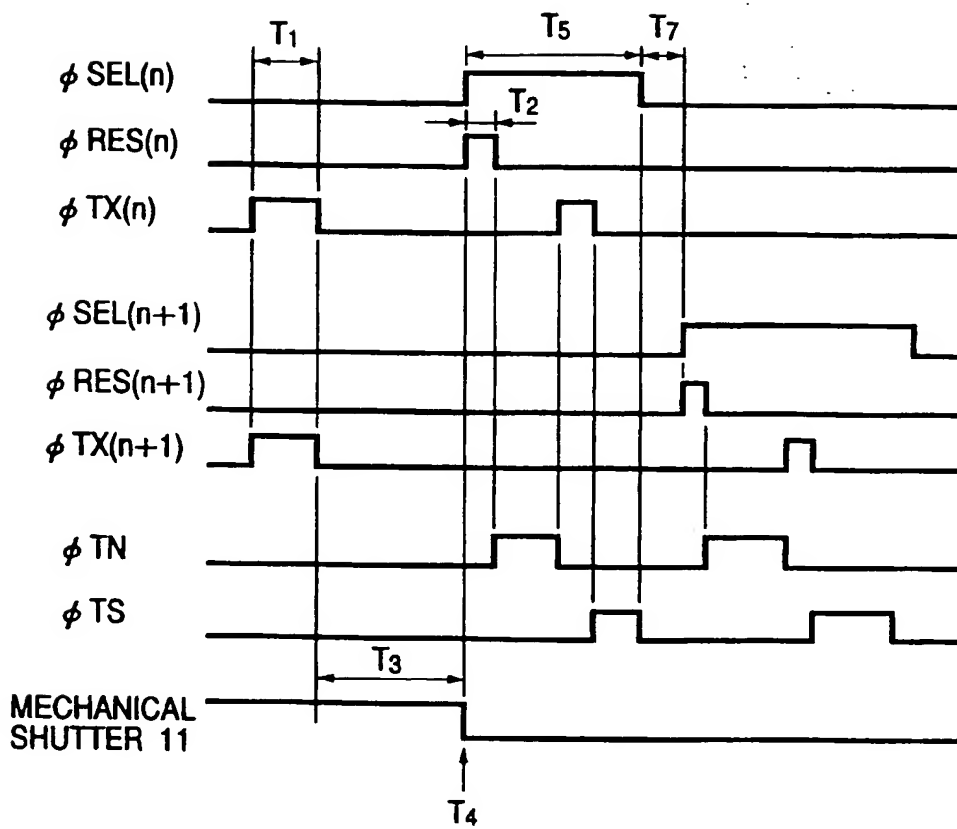 T1
T5
T7
φ SEL(n)
T2
φ RES(n)
φ TX(n)
φ SEL(n+1)
φ RES(n+1)
φ TX(n+1)
φ TN
φ TS
T3
MECHANICAL
SHUTTER 11
T4